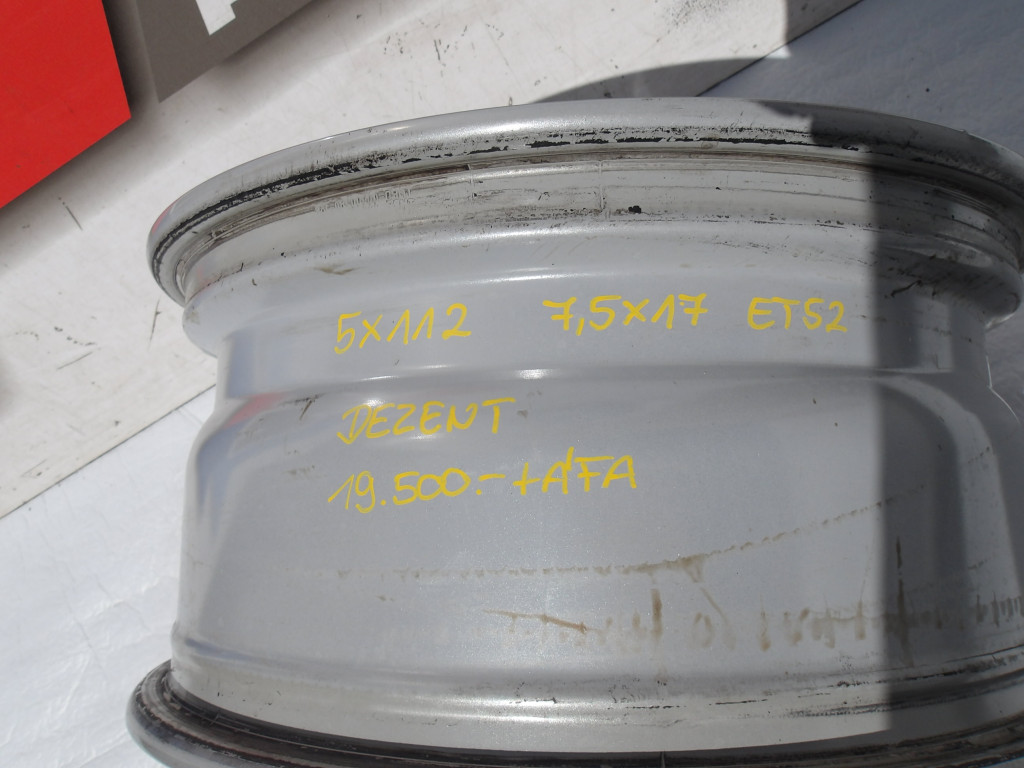 5X112 7,5X17 ET52
DEZENT
19.500.- + ÁFA